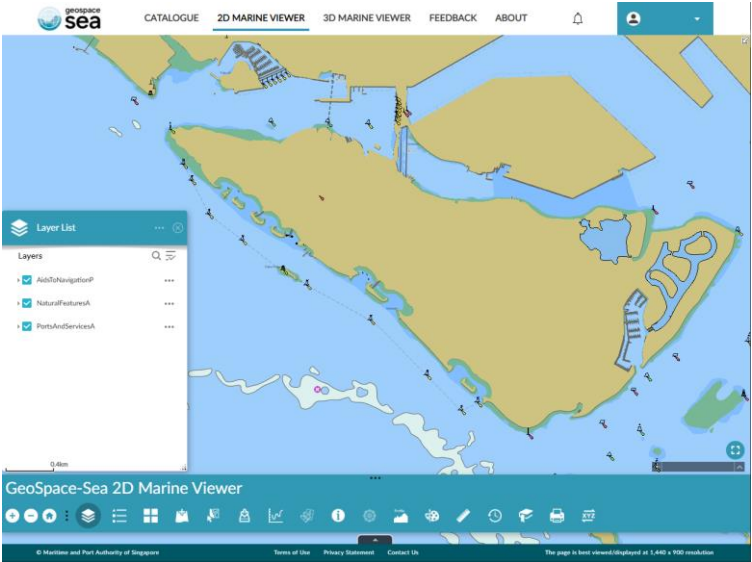 geospace
sea
CATALOGUE
2D MARINE VIEWER
3D MARINE VIEWER
FEEDBACK
ABOUT
Layer List
Layers
AidsToNavigationP
NaturalFeaturesA
PortsAndServicesA
0.4km
GeoSpace-Sea 2D Marine Viewer
XYZ
© Maritime and Port Authority of Singapore
Terms of Use
Privacy Statement
Contact Us
The page is best viewed/displayed at 1,440 x 900 resolution